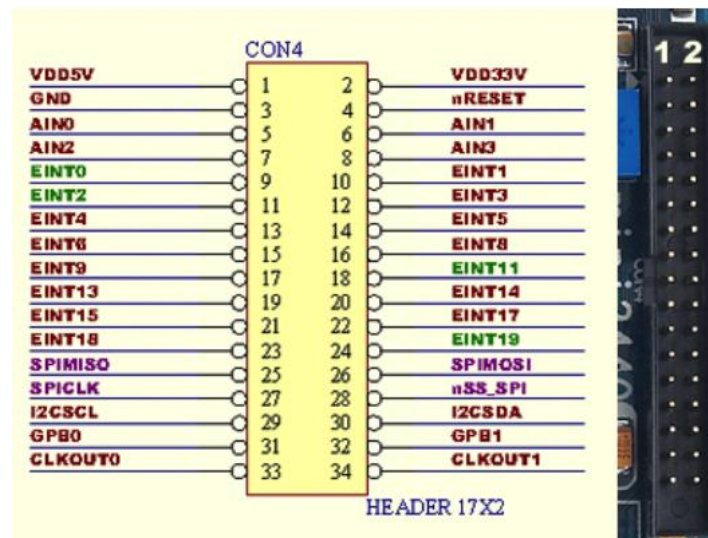 CON4
1 2
VDD5V 1 2 VDD33V
GND 3 4 nRESET
AIN0 5 6 AIN1
AIN2 7 8 AIN3
EINT0 9 10 EINT1
EINT2 11 12 EINT3
EINT4 13 14 EINT5
EINT6 15 16 EINT8
EINT9 17 18 EINT11
EINT13 19 20 EINT14
EINT15 21 22 EINT17
EINT18 23 24 EINT19
SPIMISO 25 26 SPIMOSI
SPICLK 27 28 nSS_SPI
I2CSCL 29 30 I2CSDA
GPB0 31 32 GPB1
CLKOUT0 33 34 CLKOUT1
HEADER 17X2